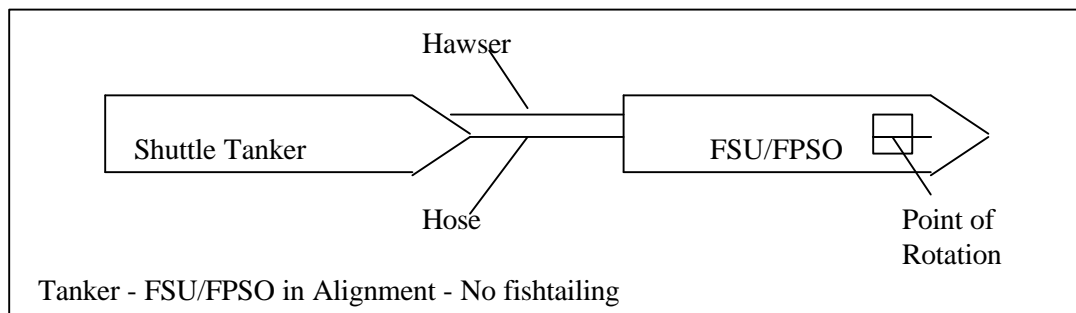 Hawser
Shuttle Tanker
FSU/FPSO
Hose
Point of
Rotation
Tanker - FSU/FPSO in Alignment - No fishtailing